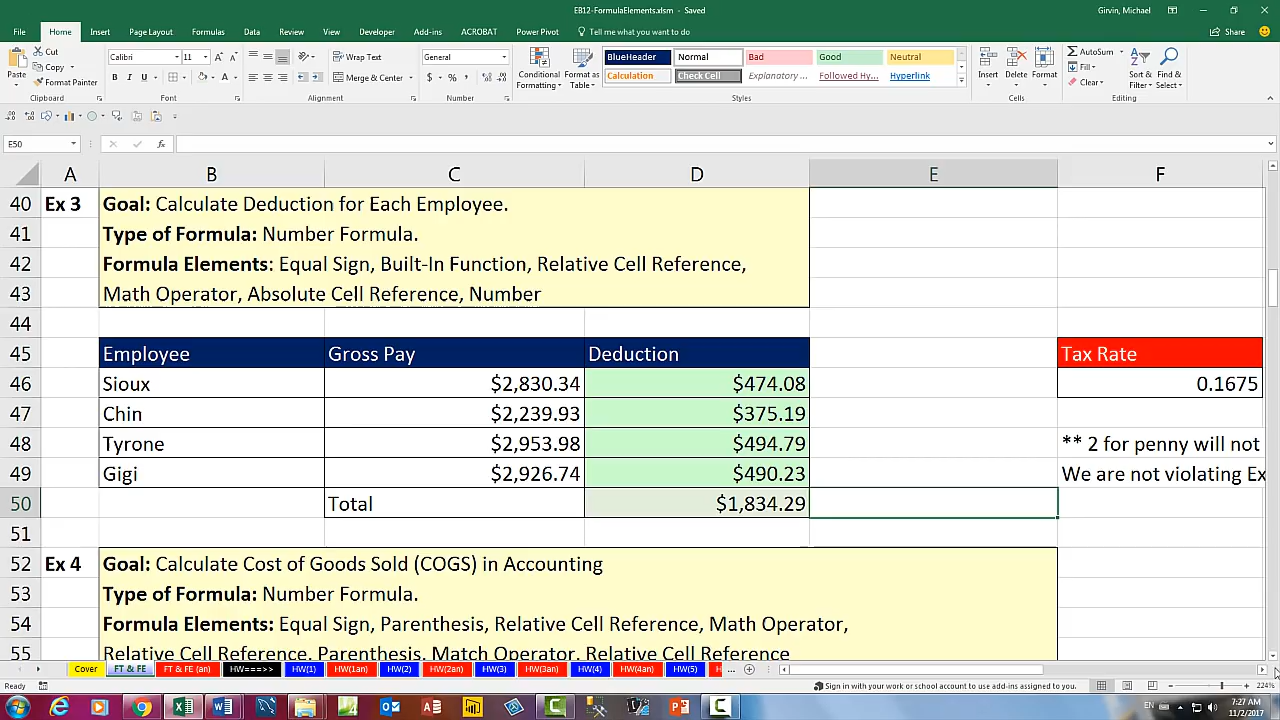 EB12-FormulaElements.xlsm - Saved
Girvin, Michael
File Home Insert Page Layout Formulas Data Review View Developer Add-ins ACROBAT Power Pivot Tell me what you want to do Share
Paste
Cut
Copy
Format Painter
Calibri 11
B I U
Wrap Text
Merge & Center
General
Conditional Formatting
Format as Table
BlueHeader Normal Bad Good Neutral
Calculation Check Cell Explanatory ... Followed Hy... Hyperlink
Insert Delete Format
AutoSum
Fill
Clear
Sort & Filter
Find & Select
Clipboard Font Alignment Number Styles Cells Editing
E50
A B C D E F
40 Ex 3 Goal: Calculate Deduction for Each Employee.
41 Type of Formula: Number Formula.
42 Formula Elements: Equal Sign, Built-In Function, Relative Cell Reference,
43 Math Operator, Absolute Cell Reference, Number
44
45 Employee Gross Pay Deduction Tax Rate
46 Sioux $2,830.34 $474.08 0.1675
47 Chin $2,239.93 $375.19
48 Tyrone $2,953.98 $494.79 ** 2 for penny will not
49 Gigi $2,926.74 $490.23 We are not violating Ex
50 Total $1,834.29
51
52 Ex 4 Goal: Calculate Cost of Goods Sold (COGS) in Accounting
53 Type of Formula: Number Formula.
54 Formula Elements: Equal Sign, Parenthesis, Relative Cell Reference, Math Operator,
55 Relative Cell Reference, Parenthesis, Match Operator, Relative Cell Reference
Cover FT & FE FT & FE (an) HW====>> HW(1) HW(1an) HW(2) HW(2an) HW(3) HW(3an) HW(4) HW(4an) HW(5) H ...
Ready
Sign in with your work or school account to use add-ins assigned to you.
224%
EN
7:27 AM
11/2/2017